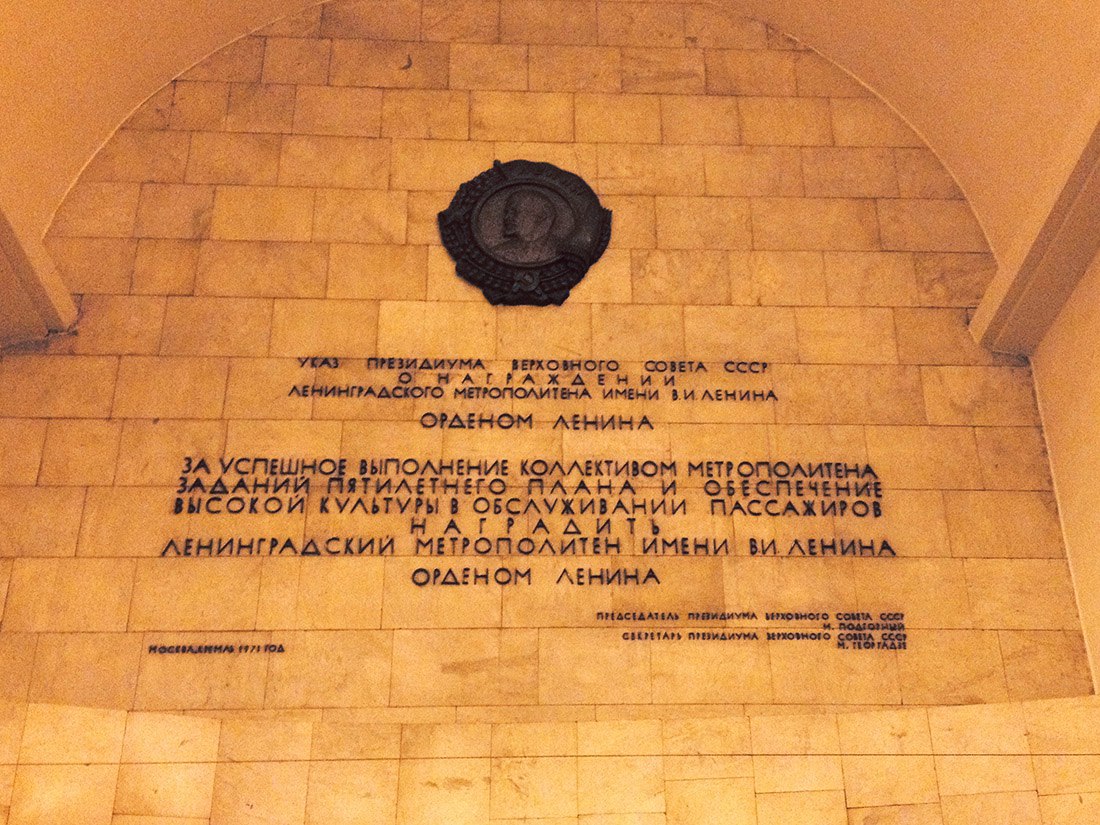 УКАЗ ПРЕЗИДИУМА ВЕРХОВНОГО СОВЕТА СССР
О НАГРАЖДЕНИИ
ЛЕНИНГРАДСКОГО МЕТРОПОЛИТЕНА ИМЕНИ В.И. ЛЕНИНА
ОРДЕНОМ ЛЕНИНА
ЗА УСПЕШНОЕ ВЫПОЛНЕНИЕ КОЛЛЕКТИВОМ МЕТРОПОЛИТЕНА
ЗАДАНИЙ ПЯТИЛЕТНЕГО ПЛАНА И ОБЕСПЕЧЕНИЕ
ВЫСОКОЙ КУЛЬТУРЫ В ОБСЛУЖИВАНИИ ПАССАЖИРОВ
НАГРАДИТЬ
ЛЕНИНГРАДСКИЙ МЕТРОПОЛИТЕН ИМЕНИ В.И. ЛЕНИНА
ОРДЕНОМ ЛЕНИНА
ПРЕДСЕДАТЕЛЬ ПРЕЗИДИУМА ВЕРХОВНОГО СОВЕТА СССР
Н. ПОДГОРНЫЙ
СЕКРЕТАРЬ ПРЕЗИДИУМА ВЕРХОВНОГО СОВЕТА СССР
М. ГЕОРГАДЗЕ
МОСКВА, КРЕМЛЬ 1971 ГОД